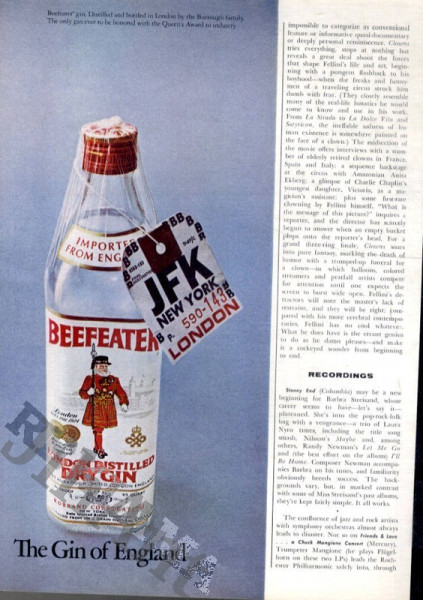 Beefeater® gin. Distilled and bottled in London by the Burrough family.
The only gin ever to be honored with the Queen's Award to industry.
IMPORTED
FROM ENG
JFK
NEW YORK
P. 590-143
LONDON
BEEFEATER
London
DON DISTILLED
DRY GIN
KOBRAND CORPORATION
The Gin of England
impossible to categorize as conventional
feature or informative quasi-documentary
or deeply personal reminiscence. Clowns
tries everything, stops at nothing but
reveals a great deal about the forces
that shape Fellini's life and art, begin-
ning with a pungent flashback to his
boyhood—when the freaks and funny-
men of a traveling circus struck him
dumb with fear. (They closely resemble
many of the real-life lunatics he would
come to know and use in his work.
From La Strada to La Dolce Vita and
Satyricon, the ineffable sadness of hu-
man existence is somewhere painted on
the face of a clown.) The midsection of
the movie offers interviews with a num-
ber of elderly retired clowns in France,
Spain and Italy; a sequence backstage
at the circus with Amazonian Anita
Ekberg; a glimpse of Charlie Chaplin's
youngest daughter, Victoria, as a ma-
gician's assistant; plus some first-rate
clowning by Fellini himself. "What is
the message of this picture?" inquires a
reporter, and the director has scarcely
begun to answer when an empty bucket
plops onto the reporter's head. For a
grand three-ring finale, Clowns soars
into pure fantasy, marking the death of
humor with a trumped-up funeral for
a clown—in which balloons, colored
streamers and pratfall artists compete
for attention until one expects the
screen to burst wide open. Fellini's de-
tractors will note the master's lack of
restraint, and they will be right; com-
pared with his more cerebral contempo-
raries, Fellini has no cool whatever.
What he does have is the errant genius
to do as he damn pleases—and make
it a cockeyed wonder from beginning
to end.
RECORDINGS
Stoney End (Columbia) may be a new
beginning for Barbra Streisand, whose
career seems to have—let's say it—
plateaued. She's into the pop-rock-folk
bag with a vengeance—a trio of Laura
Nyro tunes, including the title song
smash, Nilsson's Maybe and, among
others, Randy Newman's Let Me Go
and (the best effort on the album) I'll
Be Home. Composer Newman accompa-
nies Barbra on his tunes, and familiarity
obviously breeds success. The back-
grounds vary, but, in marked contrast
with some of Miss Streisand's past albums,
they're kept fairly simple. It all works.
The confluence of jazz and rock artists
with symphony orchestras almost always
leads to disaster. Not so on Friends & Love
. . . a Chuck Mangione Concert (Mercury).
Trumpeter Mangione (he plays Flügel-
horn on these two LPs) leads the Roch-
ester Philharmonic safely into, through